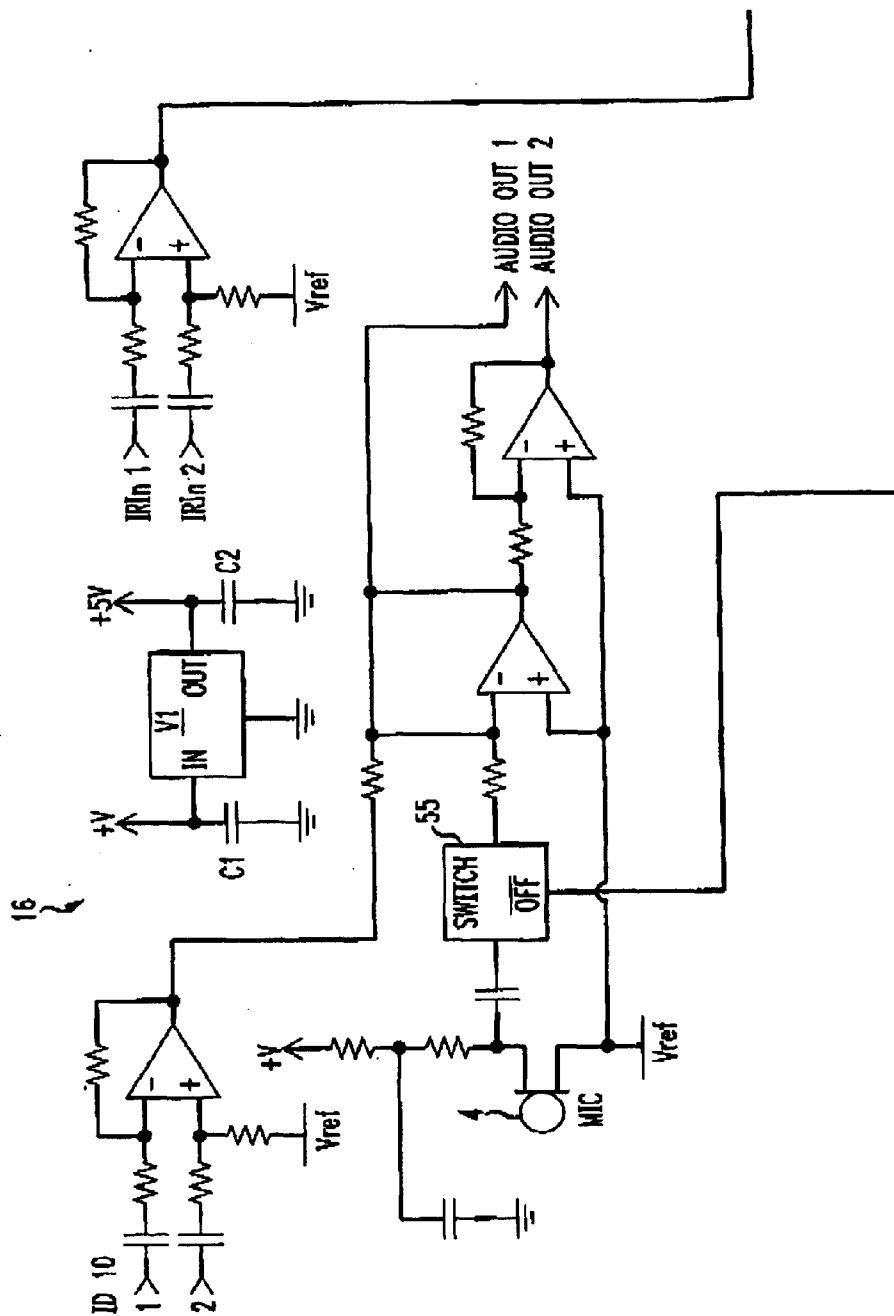 16
ID 10
1
2
-
+
Vref
+V
C1
V1
IN
OUT
+5V
C2
IRIn 1
IRIn 2
-
+
Vref
+V
4
MIC
Vref
SWITCH
OFF
55
-
+
-
+
AUDIO OUT 1
AUDIO OUT 2